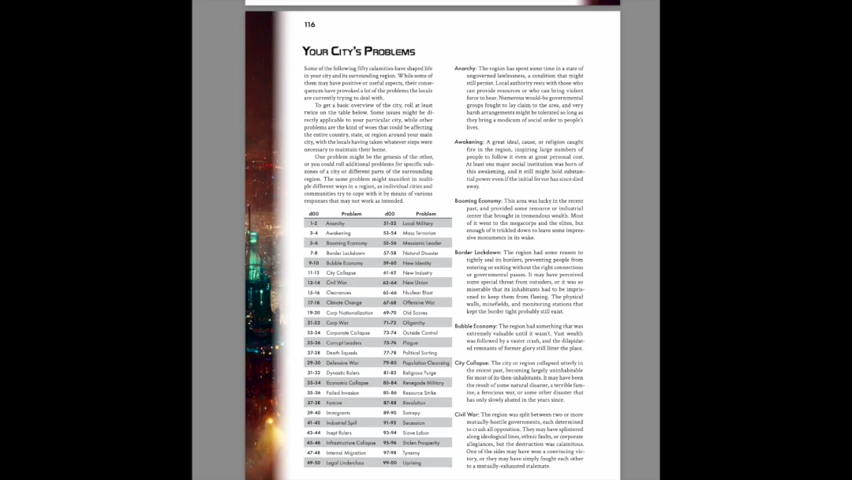 116
YOUR CITY'S PROBLEMS
Some of the following fifty calamities have shaped life
in your city and its surrounding region. While some of
them may have positive or useful aspects, their conse-
quences have provoked a lot of problems the locals
are currently trying to deal with.
To get a basic overview of the city, roll at least
twice on the table below. Some issues might be di-
rectly applicable to your particular city, while other
problems are the kind of woes that could be affecting
the entire country, state, or region around your main
city, with the locals having taken whatever steps were
necessary to maintain their home.
One problem might be the genesis of the other,
or you could roll additional problems for specific sub-
zones of a city or different parts of the surrounding
region. The same problem might manifest in multi-
ple different ways in a region, as individual cities and
communities try to cope with it by means of various
responses that may not work as intended.
d00 Problem d00 Problem
1-2 Anarchy 51-52 Local Military
3-4 Awakening 53-54 Mass Terrorism
5-6 Booming Economy 55-56 Messianic Leader
7-8 Border Lockdown 57-58 Natural Disaster
9-10 Bubble Economy 59-60 New Identity
11-12 City Collapse 61-62 New Industry
13-14 Civil War 63-64 New Union
15-16 Clearances 65-66 Nuclear Blast
17-18 Climate Change 67-68 Offensive War
19-20 Corp Nationalization 69-70 Old Scores
21-22 Corp War 71-72 Oligarchy
23-24 Corporate Collapse 73-74 Outside Control
25-26 Corrupt Leaders 75-76 Plague
27-28 Death Squads 77-78 Political Sorting
29-30 Defensive War 79-80 Population Cleansing
31-32 Dynastic Rulers 81-82 Religious Purge
33-34 Economic Collapse 83-84 Renegade Military
35-36 Failed Invasion 85-86 Resource Strike
37-38 Famine 87-88 Revolution
39-40 Immigrants 89-90 Satrapy
41-42 Industrial Spill 91-92 Secession
43-44 Inept Rulers 93-94 Slave Labor
45-46 Infrastructure Collapse 95-96 Stolen Prosperity
47-48 Internal Migration 97-98 Tyranny
49-50 Legal Underclass 99-00 Uprising
Anarchy: The region has spent some time in a state of
ungoverned lawlessness, a condition that might
still persist. Local authority rests with those who
can provide resources or who can bring violent
force to bear. Numerous would-be governmental
groups fought to lay claim to the area, and very
harsh arrangements might be tolerated so long as
they bring a modicum of social order to people's
lives.
Awakening: A great ideal, cause, or religion caught
fire in the region, inspiring large numbers of
people to follow it even at great personal cost.
At least one major social institution was born of
this awakening, and it still might hold substan-
tial power even if the initial fervor has since died
away.
Booming Economy: This area was lucky in the recent
past, and provided some resource or industrial
center that brought in tremendous wealth. Most
of it went to the megacorps and the elites, but
enough of it trickled down to leave some impres-
sive monuments in its wake.
Border Lockdown: The region had some reason to
tightly seal its borders, preventing people from
entering or exiting without the right connections
or governmental passes. It may have perceived
some special threat from outsiders, or it was so
miserable that its inhabitants had to be impris-
oned to keep them from fleeing. The physical
walls, minefields, and monitoring stations that
kept the border tight probably still exist.
Bubble Economy: The region had something that was
extremely valuable until it wasn't. Vast wealth
was followed by a vaster crash, and the dilapidat-
ed remnants of former glory still litter the place.
City Collapse: The city or region collapsed utterly in
the recent past, becoming largely uninhabitable
for most of its then-inhabitants. It may have been
the result of some natural disaster, a terrible fam-
ine, a ferocious war, or some other disaster that
has only slowly abated in the years since.
Civil War: The region was split between two or more
mutually-hostile governments, each determined
to crush all opposition. They may have splintered
along ideological lines, ethnic faults, or corporate
allegiances, but the destruction was calamitous.
One of the sides may have won a convincing vic-
tory, or they may have simply fought each other
to a mutually-exhausted stalemate.